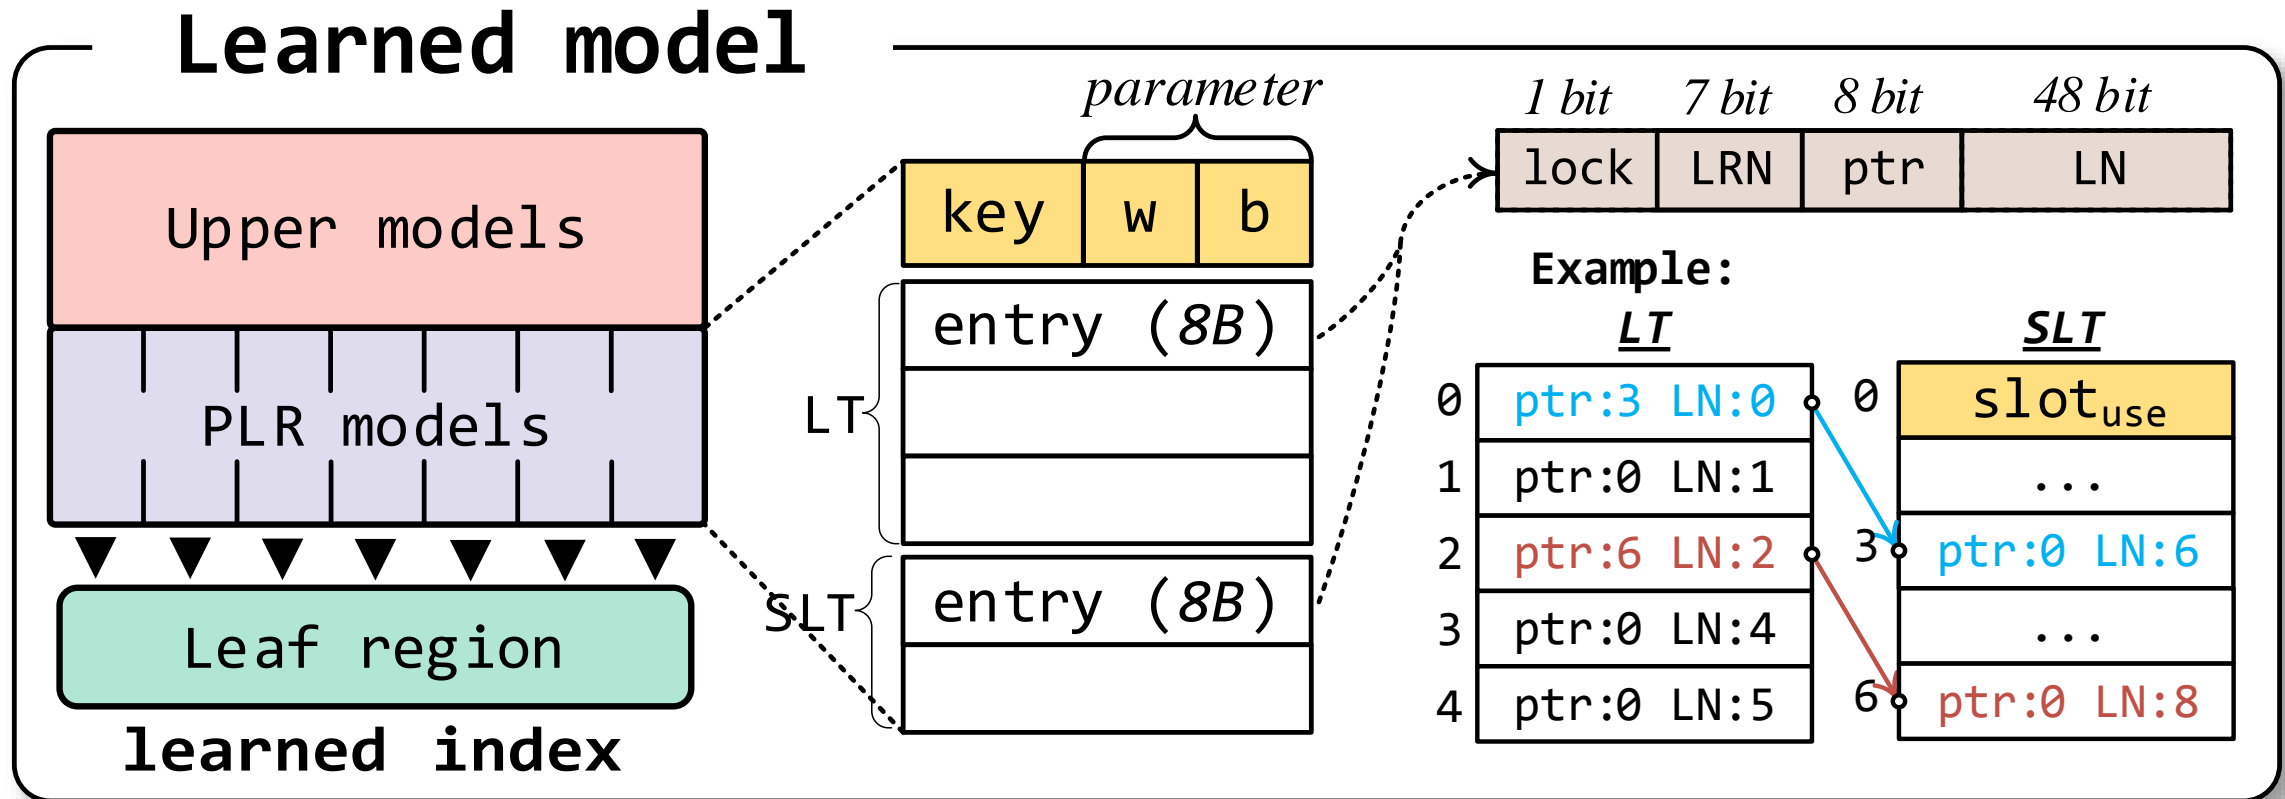 Learned model
Upper models
PLR models
Leaf region
learned index
parameter
key w b
LT
entry (8B)
SLT
entry (8B)
1 bit 7 bit 8 bit 48 bit
lock LRN ptr LN
Example:
LT
0 ptr:3 LN:0
1 ptr:0 LN:1
2 ptr:6 LN:2
3 ptr:0 LN:4
4 ptr:0 LN:5
SLT
0 slotuse
...
3 ptr:0 LN:6
...
6 ptr:0 LN:8